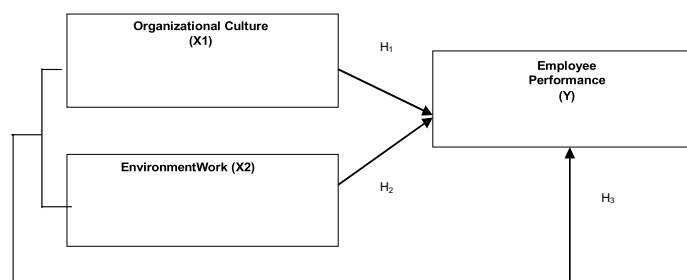 Organizational Culture
(X1)
H1
Employee
Performance
(Y)
EnvironmentWork (X2)
H2
H3